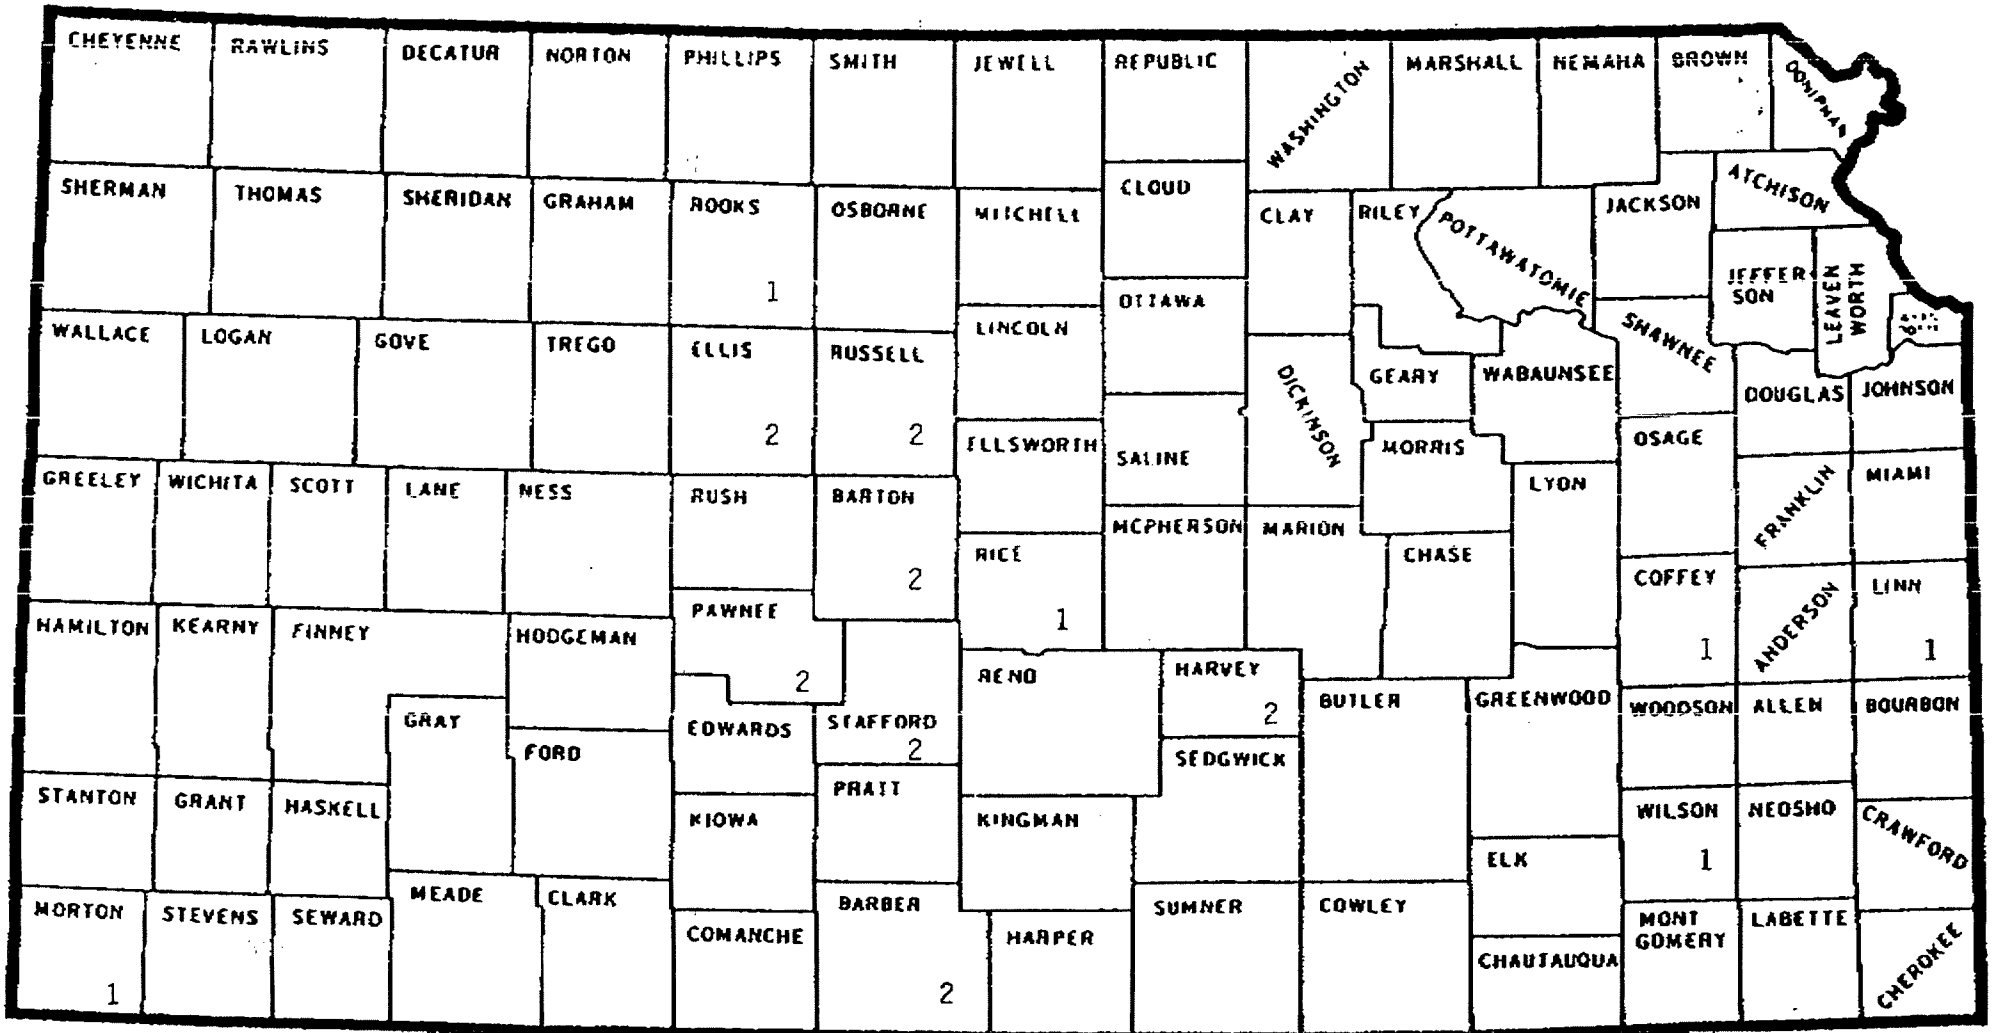 CHEYENNE
RAWLINS
DECATUR
NORTON
PHILLIPS
SMITH
JEWELL
REPUBLIC
WASHINGTON
MARSHALL
NEMAHA
BROWN
DONIPHAN
SHERMAN
THOMAS
SHERIDAN
GRAHAM
ROOKS
1
OSBORNE
MITCHELL
CLOUD
CLAY
RILEY
POTTAWATOMIE
JACKSON
ATCHISON
JEFFER
SON
LEAVEN
WORTH
WALLACE
LOGAN
GOVE
TREGO
ELLIS
2
RUSSELL
2
LINCOLN
OTTAWA
DICKINSON
GEARY
WABAUNSEE
SHAWNEE
DOUGLAS
JOHNSON
GREELEY
WICHITA
SCOTT
LANE
NESS
RUSH
BARTON
2
ELLSWORTH
SALINE
MORRIS
LYON
OSAGE
FRANKLIN
MIAMI
RICE
1
MCPHERSON
MARION
CHASE
COFFEY
1
ANDERSON
LINN
1
HAMILTON
KEARNY
FINNEY
HODGEMAN
PAWNEE
2
STAFFORD
2
RENO
HARVEY
2
BUTLER
GREENWOOD
WOODSON
ALLEN
BOURBON
GRAY
FORD
EDWARDS
SEDGWICK
STANTON
GRANT
HASKELL
KIOWA
PRATT
KINGMAN
ELK
WILSON
1
NEOSHO
CRAWFORD
MORTON
1
STEVENS
SEWARD
MEADE
CLARK
COMANCHE
BARBER
2
HARPER
SUMNER
COWLEY
CHAUTAUQUA
MONT
GOMERY
LABETTE
CHEROKEE